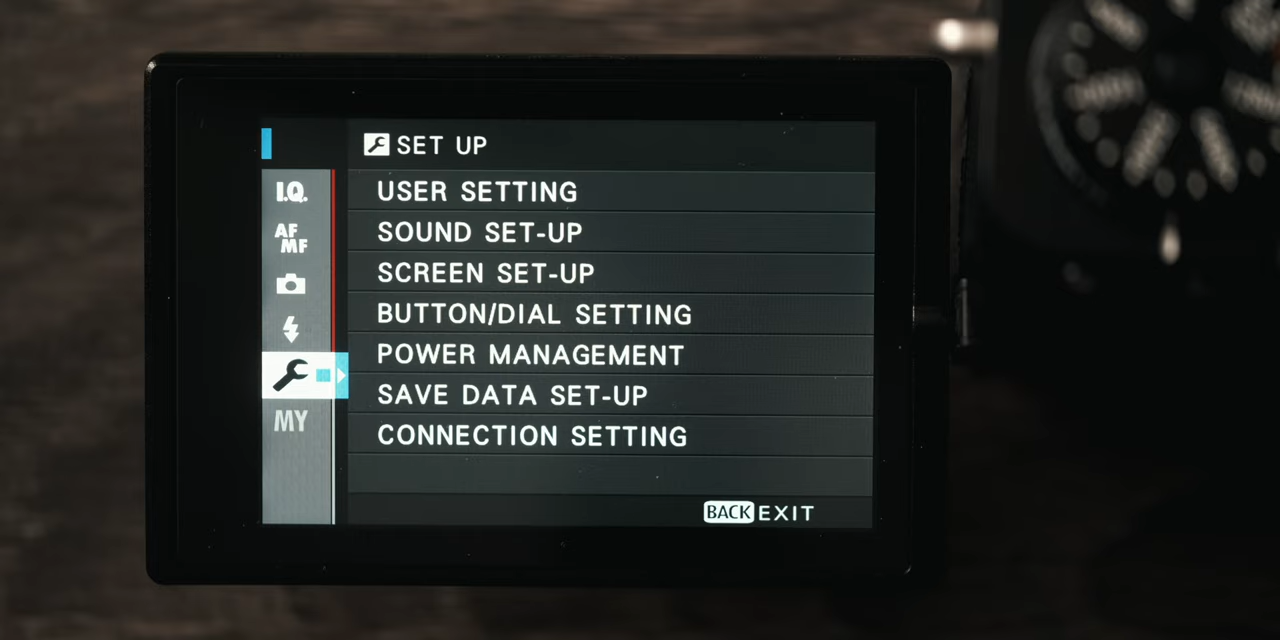 SET UP
I.Q.
USER SETTING
AF
SOUND SET-UP
MF
SCREEN SET-UP
BUTTON/DIAL SETTING
POWER MANAGEMENT
SAVE DATA SET-UP
MY
CONNECTION SETTING
BACK EXIT